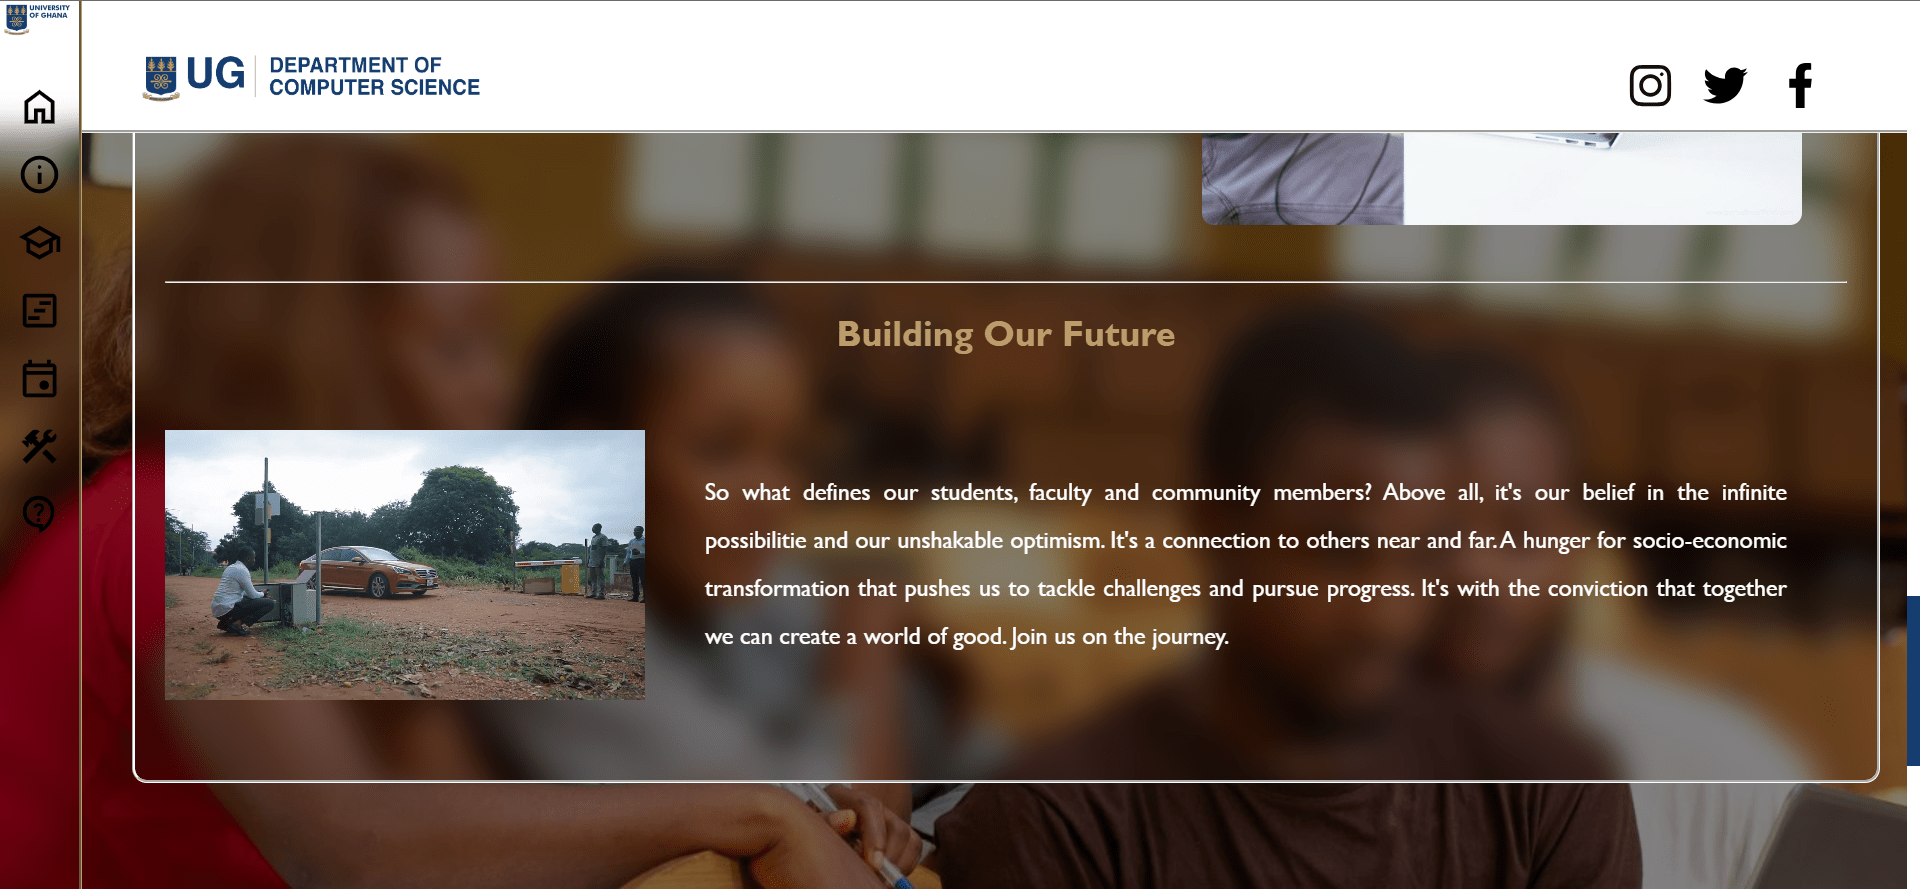 UNIVERSITY
OF GHANA
UG
DEPARTMENT OF
COMPUTER SCIENCE
Building Our Future
So what defines our students, faculty and community members? Above all, it's our belief in the infinite
possibilitie and our unshakable optimism. It's a connection to others near and far. A hunger for socio-economic
transformation that pushes us to tackle challenges and pursue progress. It's with the conviction that together
we can create a world of good. Join us on the journey.